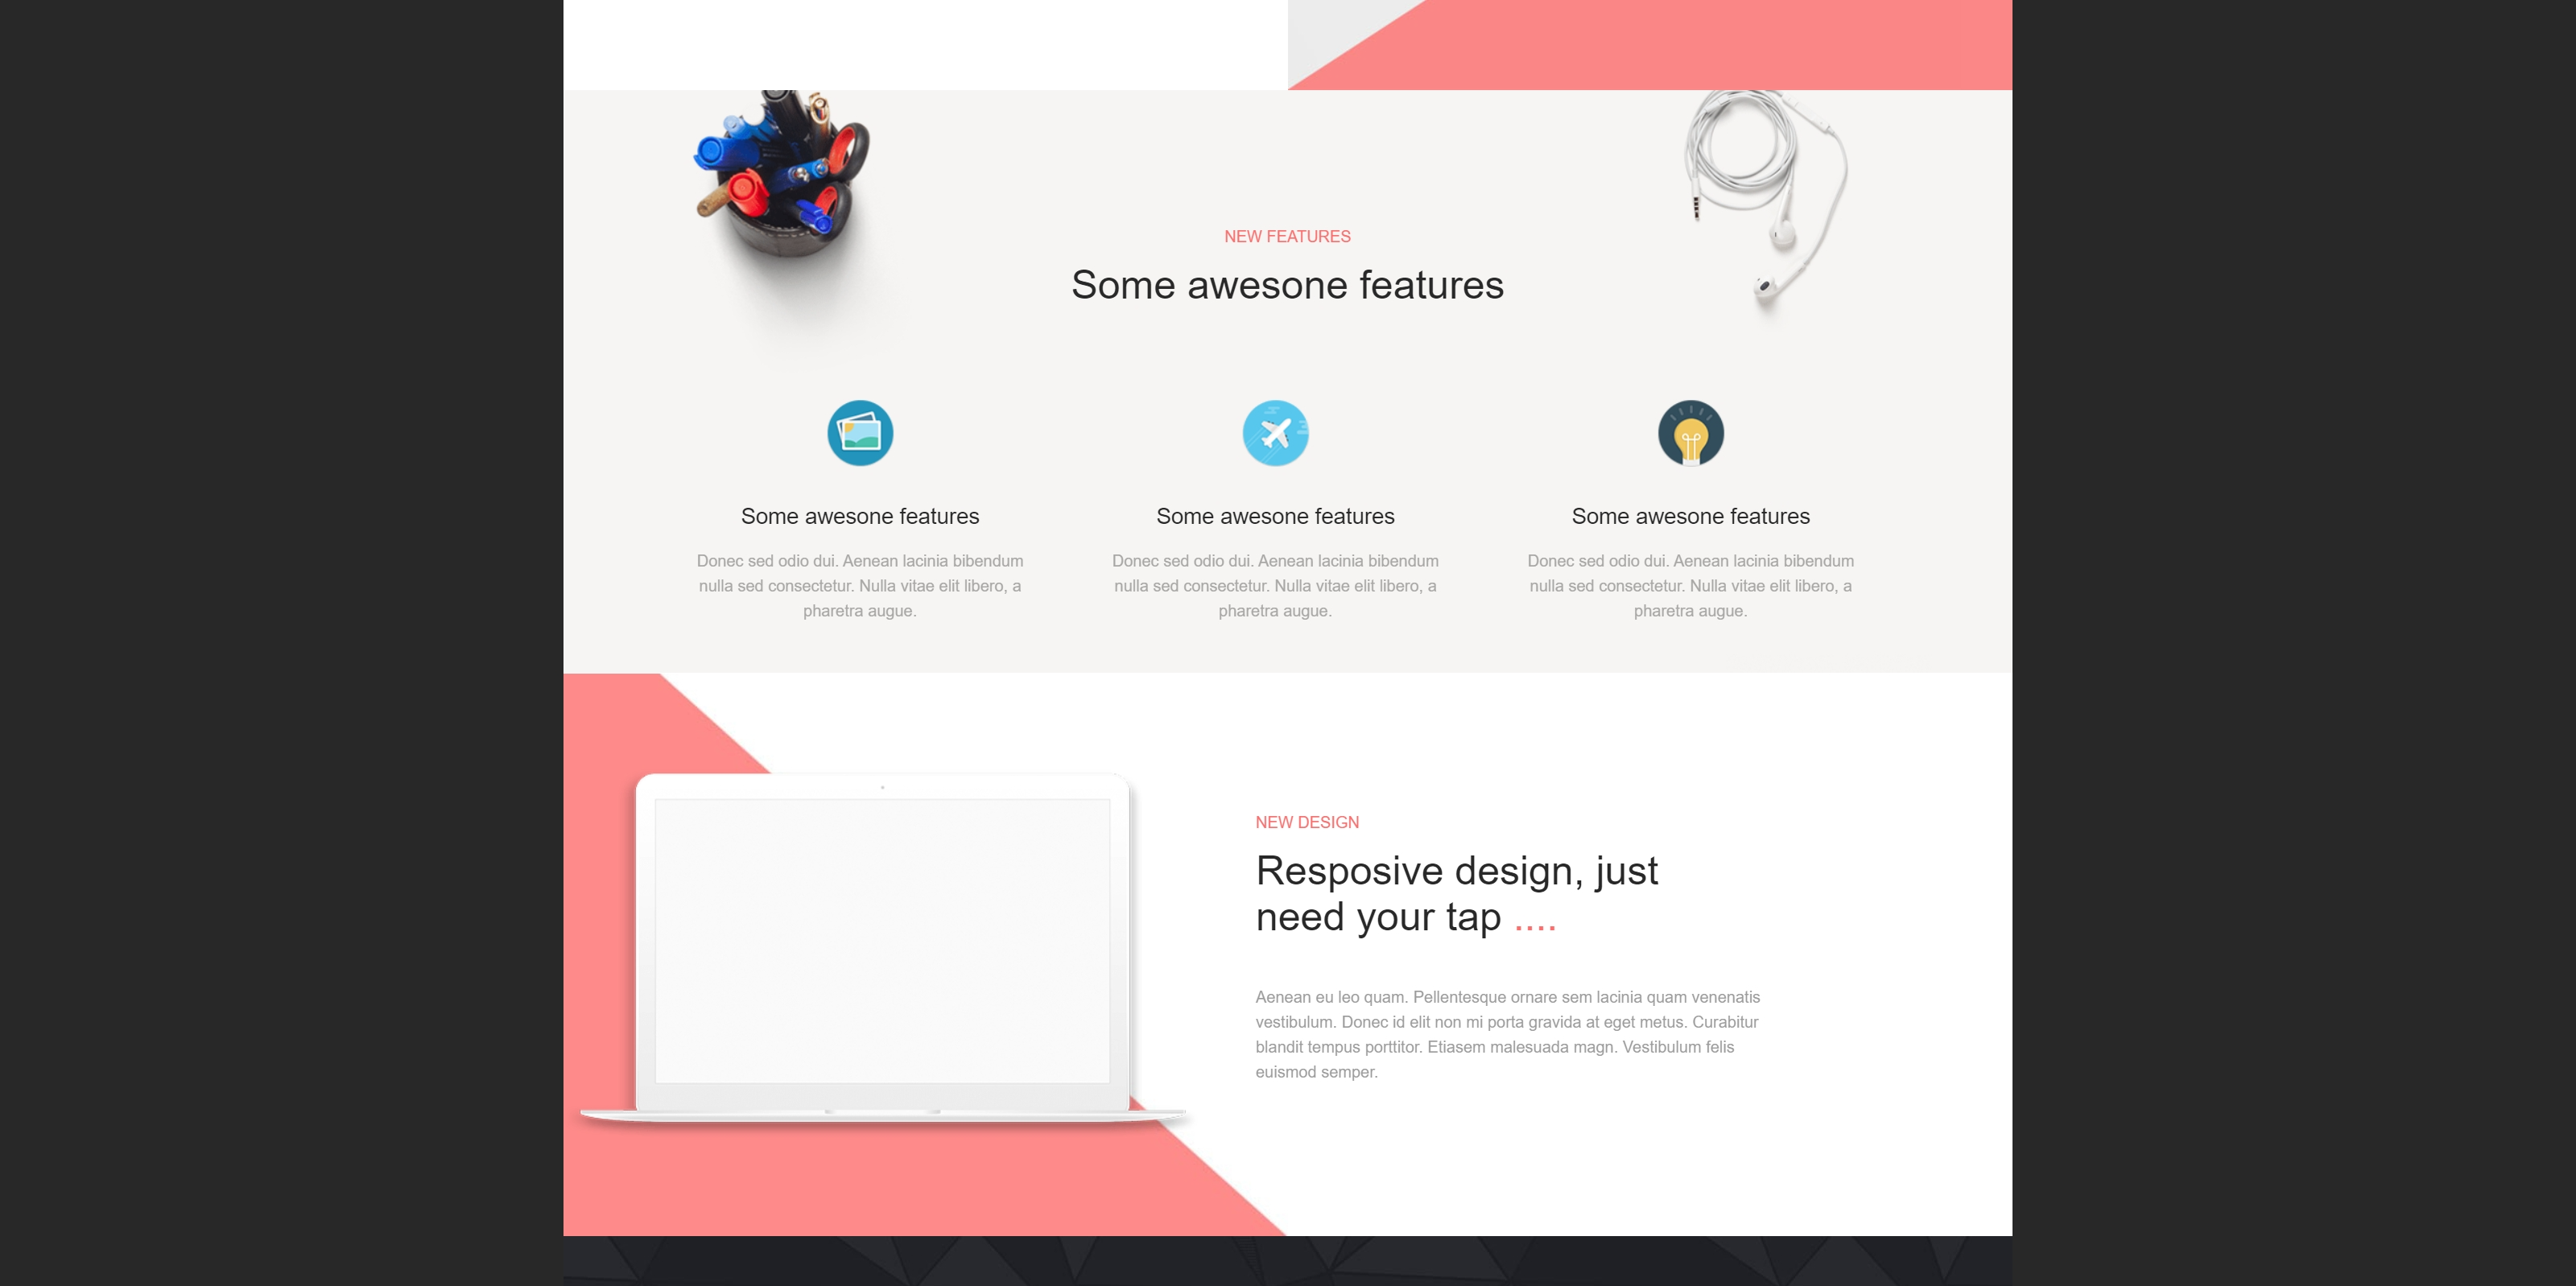 NEW FEATURES
Some awesone features
Some awesone features
Donec sed odio dui. Aenean lacinia bibendum
nulla sed consectetur. Nulla vitae elit libero, a
pharetra augue.
Some awesone features
Donec sed odio dui. Aenean lacinia bibendum
nulla sed consectetur. Nulla vitae elit libero, a
pharetra augue.
Some awesone features
Donec sed odio dui. Aenean lacinia bibendum
nulla sed consectetur. Nulla vitae elit libero, a
pharetra augue.
NEW DESIGN
Resposive design, just
need your tap ....
Aenean eu leo quam. Pellentesque ornare sem lacinia quam venenatis
vestibulum. Donec id elit non mi porta gravida at eget metus. Curabitur
blandit tempus porttitor. Etiasem malesuada magn. Vestibulum felis
euismod semper.